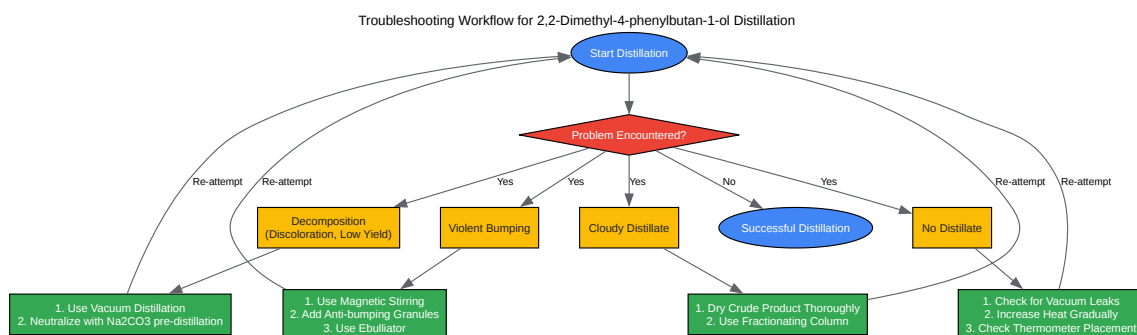 Troubleshooting Workflow for 2,2-Dimethyl-4-phenylbutan-1-ol Distillation
Start Distillation
Problem Encountered?
Re-attempt
Re-attempt
Yes
Yes
Yes
No
Yes
Re-attempt
Re-attempt
Decomposition
(Discoloration, Low Yield)
Violent Bumping
Cloudy Distillate
Successful Distillation
No Distillate
1. Use Vacuum Distillation
2. Neutralize with Na2CO3 pre-distillation
1. Use Magnetic Stirring
2. Add Anti-bumping Granules
3. Use Ebulliator
1. Dry Crude Product Thoroughly
2. Use Fractionating Column
1. Check for Vacuum Leaks
2. Increase Heat Gradually
3. Check Thermometer Placement